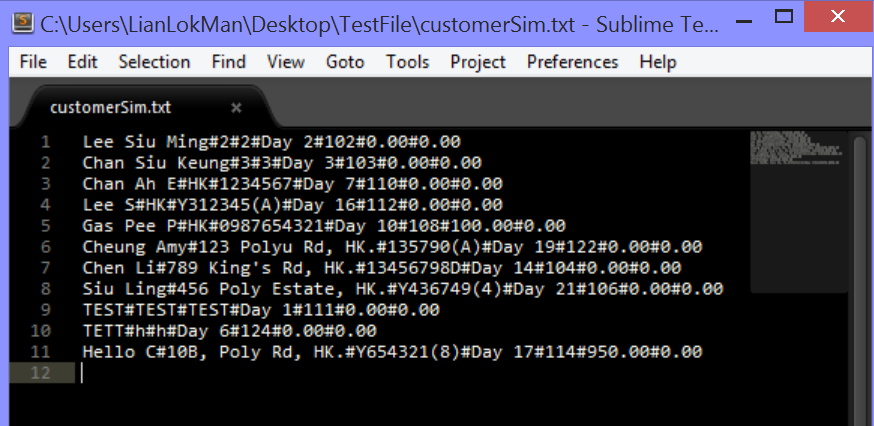 C:\Users\LianLokMan\Desktop\TestFile\customerSim.txt - Sublime Te...
File Edit Selection Find View Goto Tools Project Preferences Help
customerSim.txt ×
1 Lee Siu Ming#2#2#Day 2#102#0.00#0.00
2 Chan Siu Keung#3#3#Day 3#103#0.00#0.00
3 Chan Ah E#HK#1234567#Day 7#110#0.00#0.00
4 Lee S#HK#Y312345(A)#Day 16#112#0.00#0.00
5 Gas Pee P#HK#0987654321#Day 10#108#100.00#0.00
6 Cheung Amy#123 Polyu Rd, HK.#135790(A)#Day 19#122#0.00#0.00
7 Chen Li#789 King's Rd, HK.#13456798D#Day 14#104#0.00#0.00
8 Siu Ling#456 Poly Estate, HK.#Y436749(4)#Day 21#106#0.00#0.00
9 TEST#TEST#TEST#Day 1#111#0.00#0.00
10 TETT#h#h#Day 6#124#0.00#0.00
11 Hello C#10B, Poly Rd, HK.#Y654321(8)#Day 17#114#950.00#0.00
12